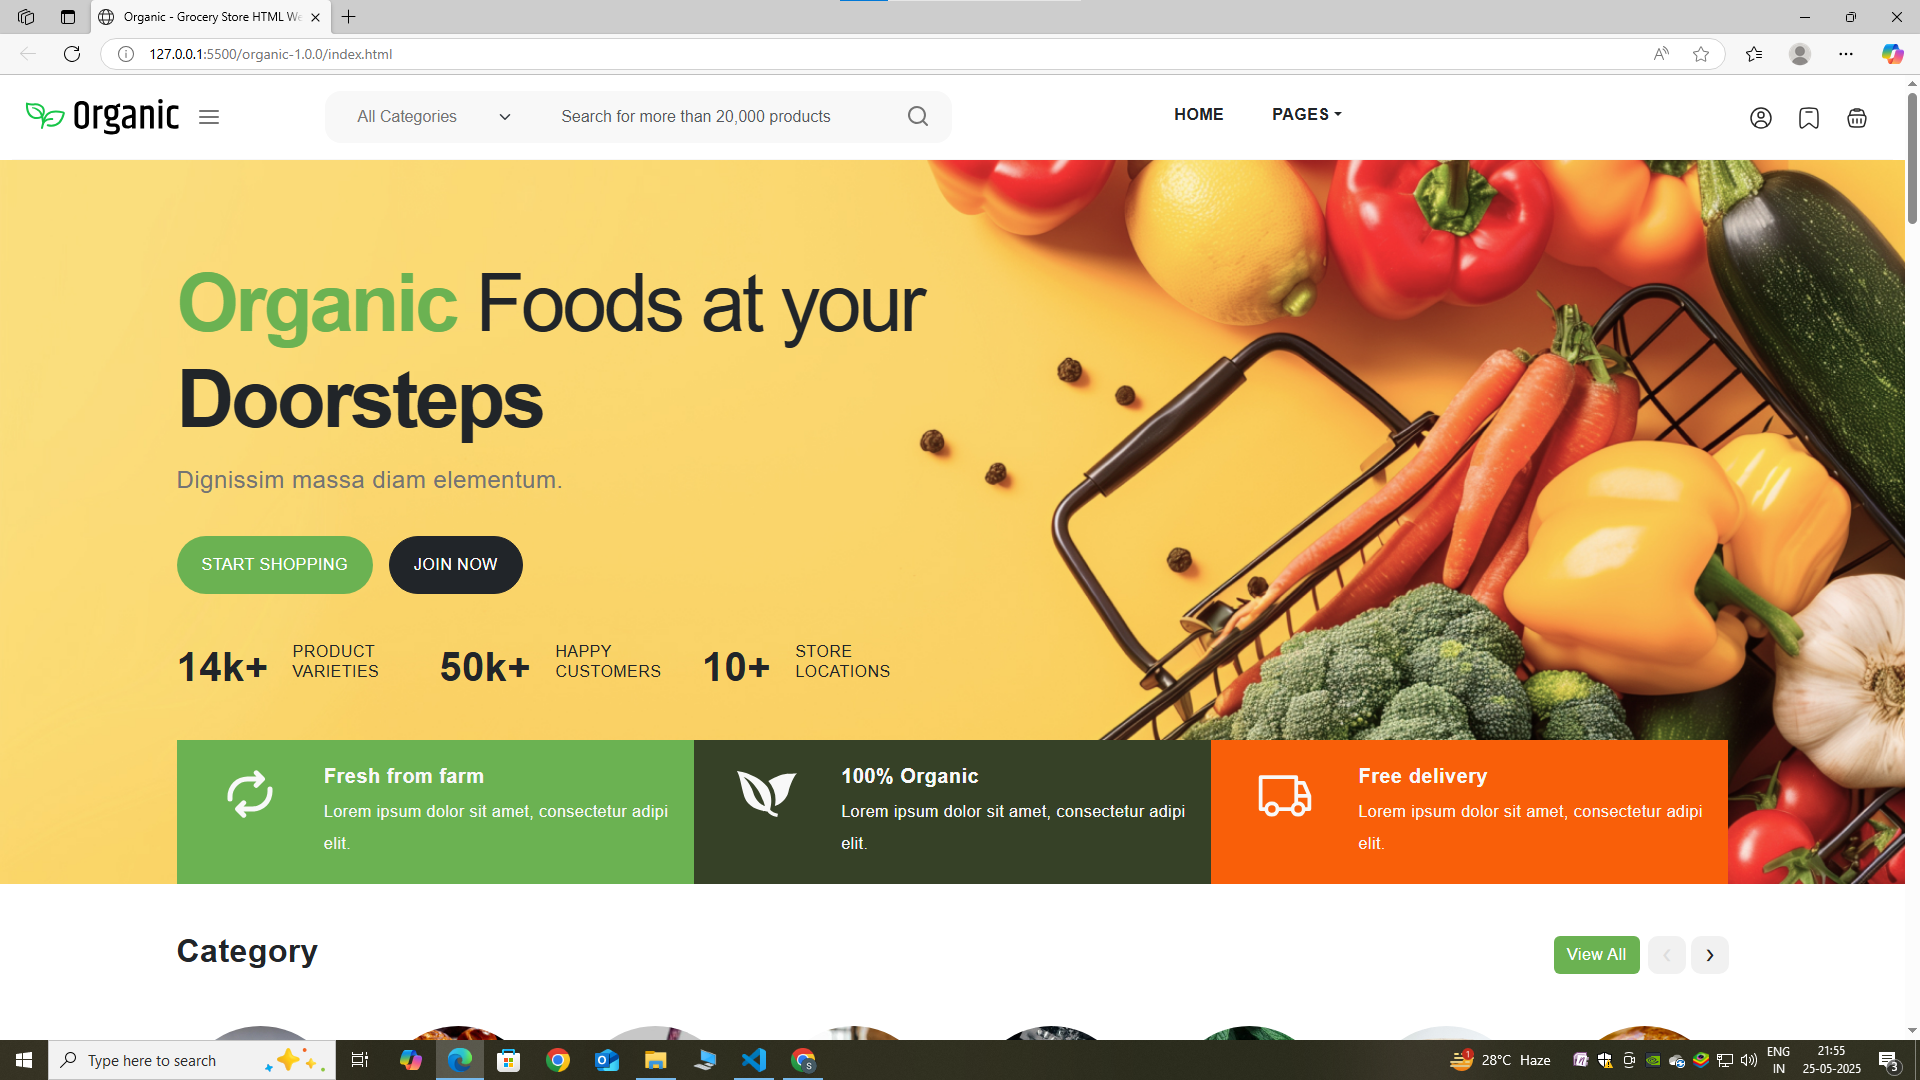 Organic - Grocery Store HTML We
127.0.0.1:5500/organic-1.0.0/index.html
Organic
All Categories
Search for more than 20,000 products
HOME
PAGES
Organic Foods at your
Doorsteps
Dignissim massa diam elementum.
START SHOPPING
JOIN NOW
14k+
PRODUCT
VARIETIES
50k+
HAPPY
CUSTOMERS
10+
STORE
LOCATIONS
Fresh from farm
Lorem ipsum dolor sit amet, consectetur adipi
elit.
100% Organic
Lorem ipsum dolor sit amet, consectetur adipi
elit.
Free delivery
Lorem ipsum dolor sit amet, consectetur adipi
elit.
Category
View All
Type here to search
1
28°C Haze
ENG
IN
21:55
25-05-2025
3